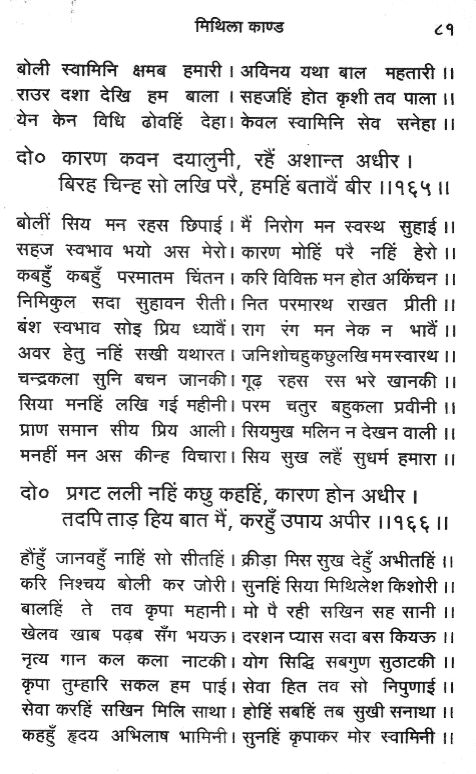 मिथिला काण्ड ८१
बोली स्वामिनि क्षमब हमारी। अविनय यथा बाल महतारी ।।
राउर दशा देखि हम बाला। सहजहिं होत कृशी तव पाला ।।
येन केन विधि ढोवहिं देहा। केवल स्वामिनि सेव सनेहा ।।
दो० कारण कवन दयालुनी, रहैं अशान्त अधीर ।
बिरह चिन्ह सो लखि परै, हमहिं बतावैं बीर ।।१६५।।
बोलीं सिय मन रहस छिपाई। मैं निरोग मन स्वस्थ सुहाई ।।
सहज स्वभाव भयो अस मेरो। कारण मोहिं परै नहिं हेरो ।।
कबहुँ कबहुँ परमातम चिंतन। करि विविक्त मन होत अकिंचन ।।
निमिकुल सदा सुहावन रीती। नित परमारथ राखत प्रीती ।।
बंश स्वभाव सोइ प्रिय ध्यावैं। राग रंग मन नेक न भावैं ।।
अवर हेतु नहिं सखी यथारत। जनि शोचहु कछु लखि मम स्वारथ ।।
चन्द्रकला सुनि बचन जानकी। गूढ़ रहस रस भरे खानकी ।।
सिया मनहिं लखि गई महीनी। परम चतुर बहुकला प्रवीनी ।।
प्राण समान सीय प्रिय आली। सियमुख मलिन न देखन वाली ।।
मनहीं मन अस कीन्ह विचारा। सिय सुख लहैं सुधर्म हमारा ।।
दो० प्रगट लली नहिं कछु कहहिं, कारण होन अधीर ।
तदपि ताड़ हिय बात मैं, करहुँ उपाय अपीर ।।१६६।।
हौंहुँ जानवहुँ नाहिं सो सीतहिं। क्रीड़ा मिस सुख देहुँ अभीतहिं ।।
करि निश्चय बोली कर जोरी। सुनहिं सिया मिथिलेश किशोरी ।।
बालहिं ते तव कृपा महानी। मो पै रही सखिन सह सानी ।।
खेलव खाब पढ़ब सँग भयऊ। दरशन प्यास सदा बस कियऊ ।।
नृत्य गान कल कला नाटकी। योग सिद्धि सबगुण सुठाटकी ।।
कृपा तुम्हारि सकल हम पाई। सेवा हित तव सो निपुणाई ।।
सेवा करहिं सखिन मिलि साथा। होहिं सबहिं तब सुखी सनाथा ।।
कहहुँ हृदय अभिलाष भामिनी। सुनहिं कृपाकर मोर स्वामिनी ।।